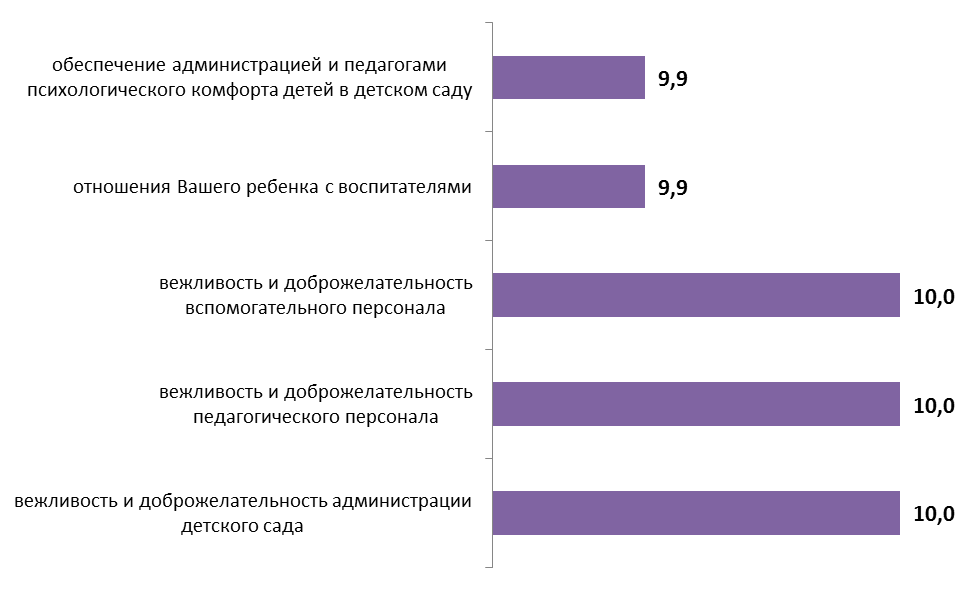 обеспечение администрацией и педагогами
психологического комфорта детей в детском саду
9,9
отношения Вашего ребенка с воспитателями
9,9
вежливость и доброжелательность
вспомогательного персонала
10,0
вежливость и доброжелательность
педагогического персонала
10,0
вежливость и доброжелательность администрации
детского сада
10,0